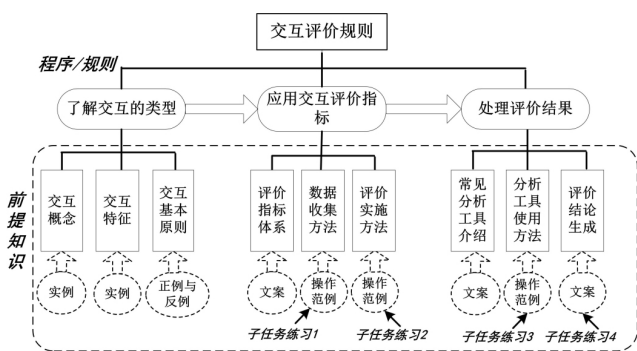 交互评价规则
程序/规则
了解交互的类型
应用交互评价指
标
处理评价结果
前提知识
交互
概念
交互
特征
交互
基本
原则
评价
指标
体系
数据
收集
方法
评价
实施
方法
常见
分析
工具
介绍
分析
工具
使用
方法
评价
结论
生成
实例
实例
正例与
反例
文案
操作
范例
操作
范例
文案
操作
范例
文案
子任务练习1
子任务练习2
子任务练习3
子任务练习4